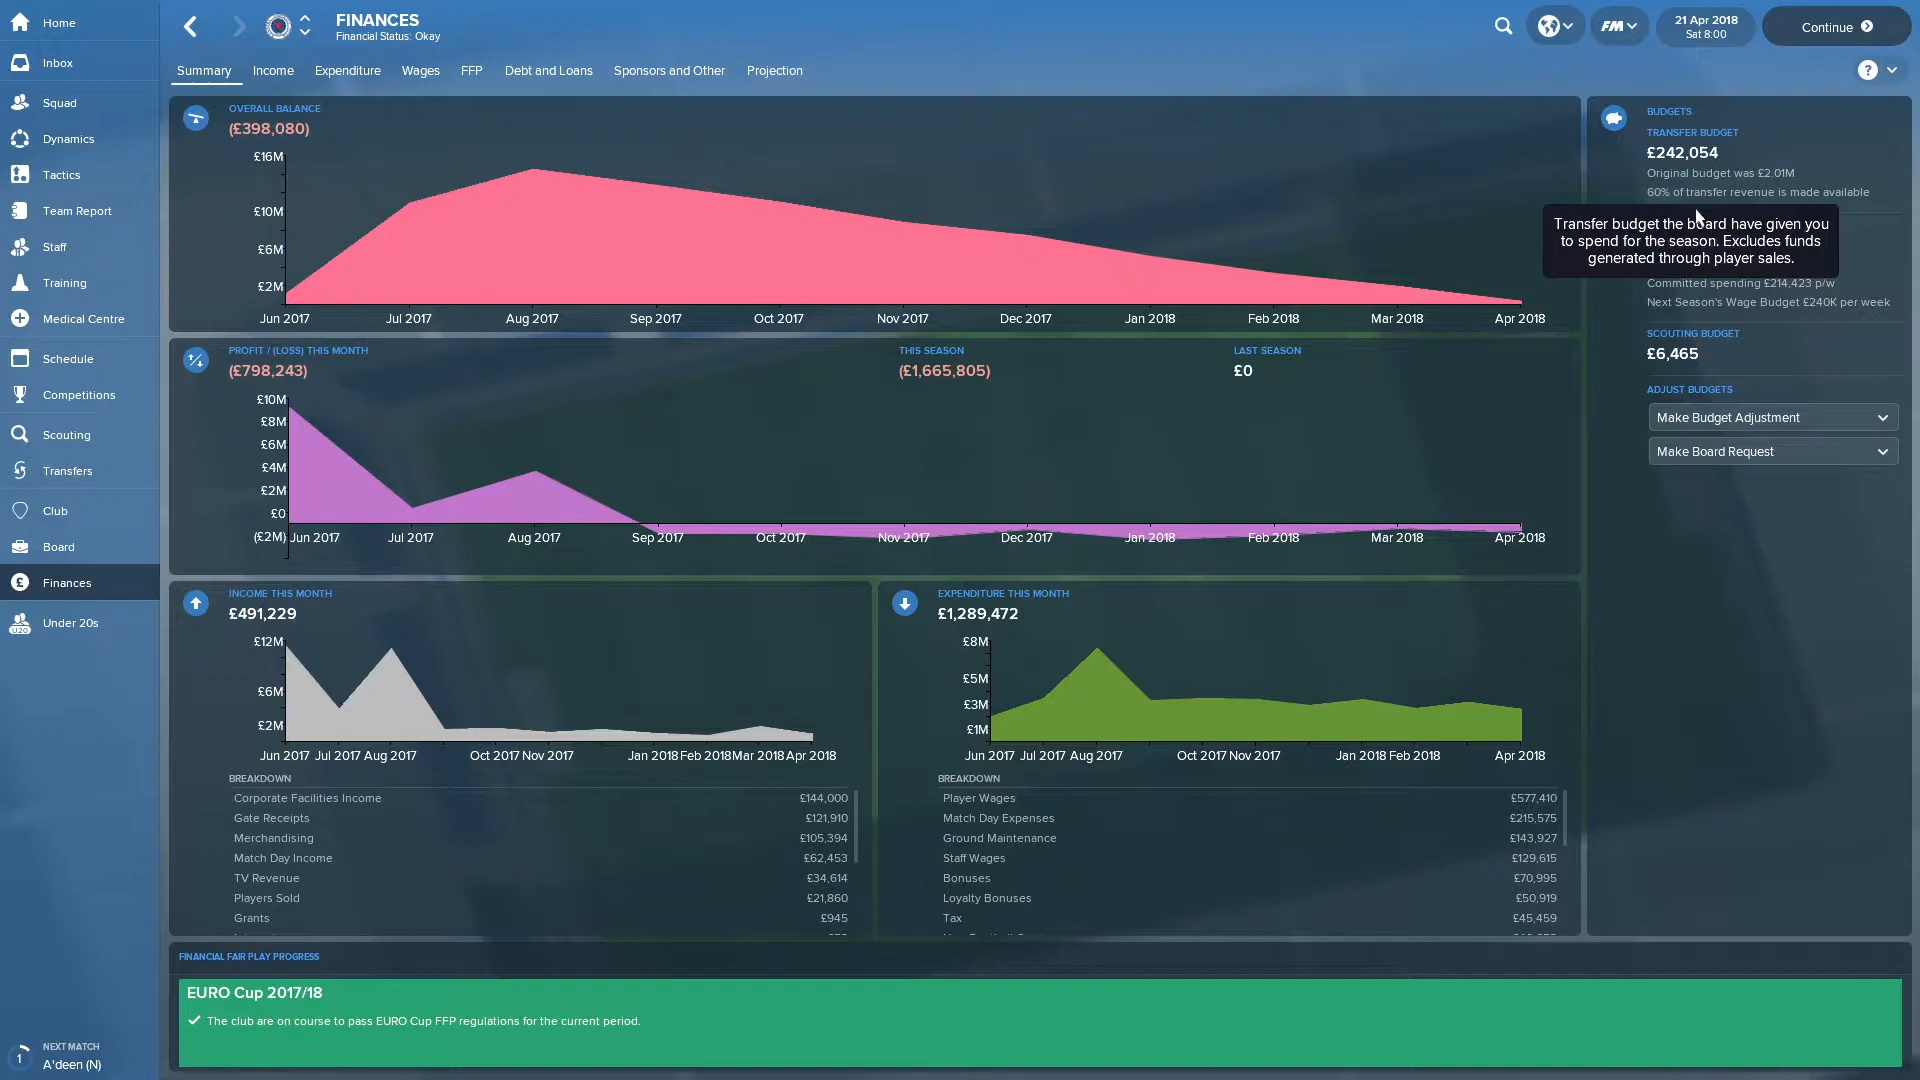 Home
Inbox
Squad
Dynamics
Tactics
Team Report
Staff
Training
Medical Centre
Schedule
Competitions
Scouting
Transfers
Club
Board
Finances
Under 20s
U20
1
NEXT MATCH
A'deen (N)
FINANCES
Financial Status: Okay
FM
21 Apr 2018
Sat 8:00
Continue
Summary
Income
Expenditure
Wages
FFP
Debt and Loans
Sponsors and Other
Projection
?
OVERALL BALANCE
(£398,080)
£16M
£10M
£6M
£2M
Jun 2017
Jul 2017
Aug 2017
Sep 2017
Oct 2017
Nov 2017
Dec 2017
Jan 2018
Feb 2018
Mar 2018
Apr 2018
PROFIT / (LOSS) THIS MONTH
(£798,243)
THIS SEASON
(£1,665,805)
LAST SEASON
£0
£10M
£8M
£6M
£4M
£2M
£0
(£2M)
Jun 2017
Jul 2017
Aug 2017
Sep 2017
Oct 2017
Nov 2017
Dec 2017
Jan 2018
Feb 2018
Mar 2018
Apr 2018
INCOME THIS MONTH
£491,229
£12M
£6M
£2M
Jun 2017
Jul 2017
Aug 2017
Oct 2017
Nov 2017
Jan 2018
Feb 2018
Mar 2018
Apr 2018
BREAKDOWN
Corporate Facilities Income £144,000
Gate Receipts £121,910
Merchandising £105,394
Match Day Income £62,453
TV Revenue £34,614
Players Sold £21,860
Grants £945
EXPENDITURE THIS MONTH
£1,289,472
£8M
£5M
£3M
£1M
Jun 2017
Jul 2017
Aug 2017
Oct 2017
Nov 2017
Jan 2018
Feb 2018
Apr 2018
BREAKDOWN
Player Wages £577,410
Match Day Expenses £215,575
Ground Maintenance £143,927
Staff Wages £129,615
Bonuses £70,995
Loyalty Bonuses £50,919
Tax £45,459
BUDGETS
TRANSFER BUDGET
£242,054
Original budget was £2.01M
60% of transfer revenue is made available
Transfer budget the board have given you
to spend for the season. Excludes funds
generated through player sales.
Committed spending £214,423 p/w
Next Season's Wage Budget £240K per week
SCOUTING BUDGET
£6,465
ADJUST BUDGETS
Make Budget Adjustment
Make Board Request
FINANCIAL FAIR PLAY PROGRESS
EURO Cup 2017/18
The club are on course to pass EURO Cup FFP regulations for the current period.